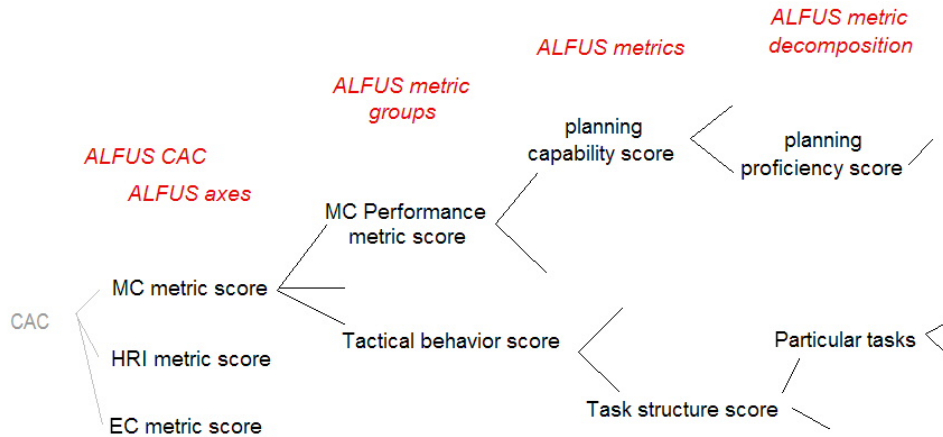 ALFUS metric
decomposition
ALFUS metrics
ALFUS metric
groups
ALFUS CAC
ALFUS axes
planning
capability score
planning
proficiency score
MC Performance
metric score
MC metric score
CAC
Tactical behavior score
Particular tasks
HRI metric score
Task structure score
EC metric score